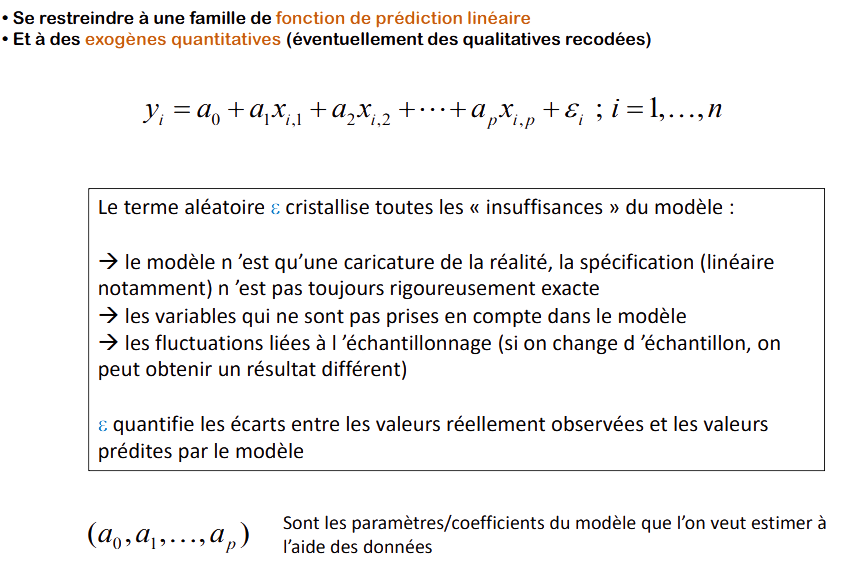 • Se restreindre à une famille de fonction de prédiction linéaire
• Et à des exogènes quantitatives (éventuellement des qualitatives recodées)
y_i = a_0 + a_1 x_{i,1} + a_2 x_{i,2} + ⋯ + a_p x_{i,p} + ε_i ; i = 1,…,n
Le terme aléatoire ε cristallise toutes les « insuffisances » du modèle :
→ le modèle n ’est qu’une caricature de la réalité, la spécification (linéaire
notamment) n ’est pas toujours rigoureusement exacte
→ les variables qui ne sont pas prises en compte dans le modèle
→ les fluctuations liées à l ’échantillonnage (si on change d ’échantillon, on
peut obtenir un résultat différent)
ε quantifie les écarts entre les valeurs réellement observées et les valeurs
prédites par le modèle
(a_0, a_1,…, a_p)
Sont les paramètres/coefficients du modèle que l’on veut estimer à
l’aide des données